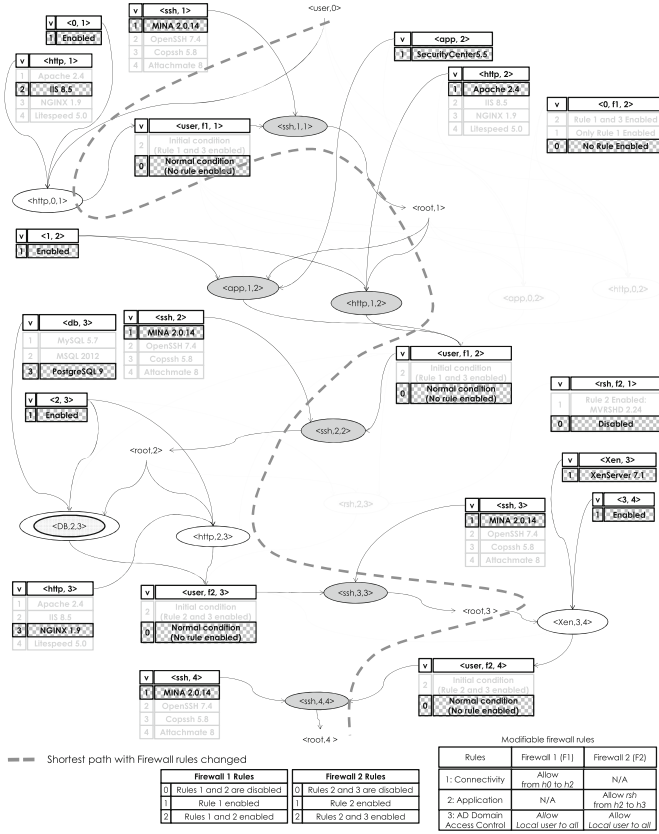 <user,0>
v <0, 1>
1 Enabled
v <ssh, 1>
1 MINA 2.0.14
2 OpenSSH 7.4
3 Copssh 5.8
4 Attachmate 8
v <app, 2>
1 SecurityCenter5.5
v <http, 1>
1 Apache 2.4
2 IIS 8.5
3 NGINX 1.9
4 Litespeed 5.0
v <http, 2>
1 Apache 2.4
2 IIS 8.5
3 NGINX 1.9
4 Litespeed 5.0
v <0, f1, 2>
2 Rule 1 and 3 Enabled
1 Only Rule 1 Enabled
0 No Rule Enabled
v <user, f1, 1>
2 Initial condition
(Rule 1 and 3 enabled)
0 Normal condition
(No rule enabled)
<ssh,1,1>
<http,0,1>
<root,1>
v <1, 2>
1 Enabled
<app,1,2>
<http,1,2>
<app,0,2>
<http,0,2>
v <db, 3>
1 MySQL 5.7
2 MSQL 2012
3 PostgreSQL 9
v <ssh, 2>
1 MINA 2.0.14
2 OpenSSH 7.4
3 Copssh 5.8
4 Attachmate 8
v <user, f1, 2>
2 Initial condition
(Rule 1 and 3 enabled)
0 Normal condition
(No rule enabled)
v <rsh, f2, 1>
1 Rule 2 Enabled:
MVRSHD 2.24
0 Disabled
v <2, 3>
1 Enabled
<ssh,2,2>
<root,2>
v <Xen, 3>
1 XenServer 7.1
<rsh,2,3>
v <ssh, 3>
1 MINA 2.0.14
2 OpenSSH 7.4
3 Copssh 5.8
4 Attachmate 8
v <3, 4>
1 Enabled
<DB,2,3>
<http,2,3>
v <http, 3>
1 Apache 2.4
2 IIS 8.5
3 NGINX 1.9
4 Litespeed 5.0
v <user, f2, 3>
2 Initial condition
(Rule 2 and 3 enabled)
0 Normal condition
(No rule enabled)
<ssh,3,3>
<root,3 >
<Xen,3,4>
v <ssh, 4>
1 MINA 2.0.14
2 OpenSSH 7.4
3 Copssh 5.8
4 Attachmate 8
<ssh,4,4>
v <user, f2, 4>
2 Initial condition
(Rule 2 and 3 enabled)
0 Normal condition
(No rule enabled)
<root,4 >
Shortest path with Firewall rules changed
Firewall 1 Rules
0 Rules 1 and 2 are disabled
1 Rule 1 enabled
2 Rules 1 and 2 enabled
Firewall 2 Rules
0 Rules 2 and 3 are disabled
1 Rule 2 enabled
2 Rules 2 and 3 enabled
Modifiable firewall rules
Rules Firewall 1 (F1) Firewall 2 (F2)
1: Connectivity Allow from h0 to h2 N/A
2: Application N/A Allow rsh from h2 to h3
3: AD Domain Access Control Allow Local user to all Allow Local user to all